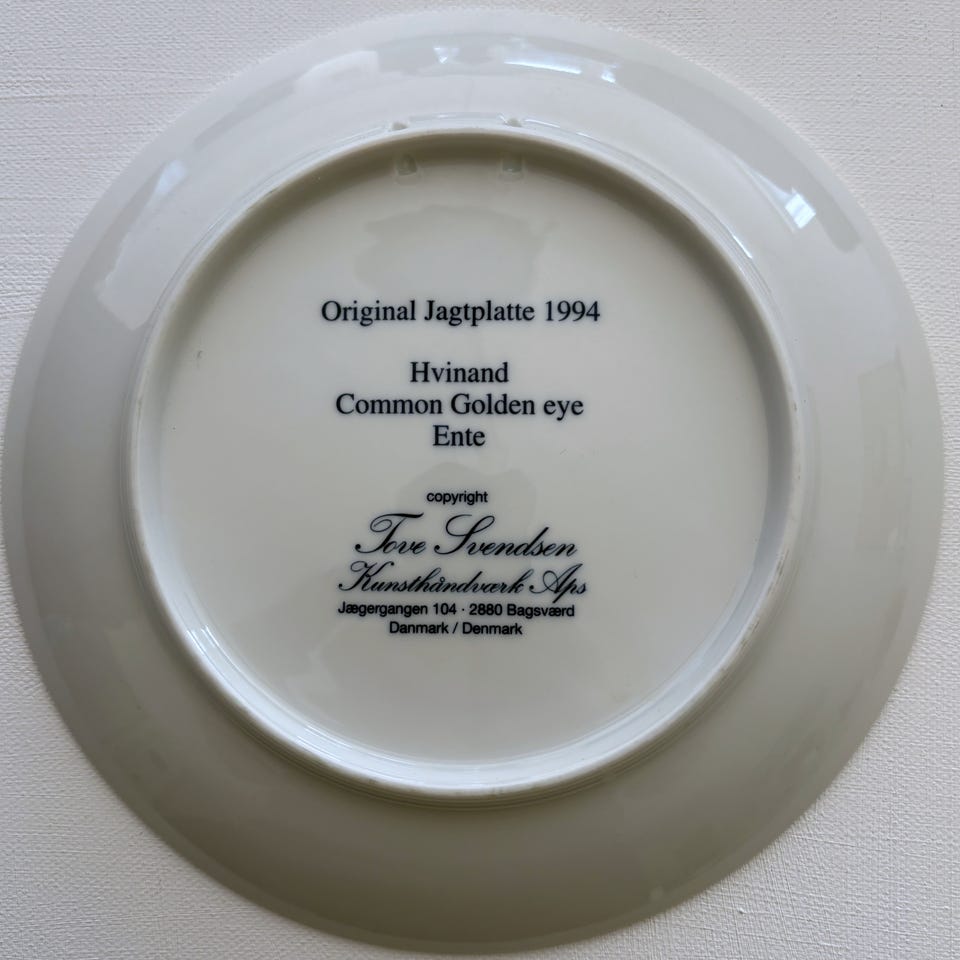 Original Jagtplatte 1994
Hvinand
Common Golden eye
Ente
copyright
Tove Svendsen
Kunsthåndværk Aps
Jægergangen 104 · 2880 Bagsværd
Danmark / Denmark